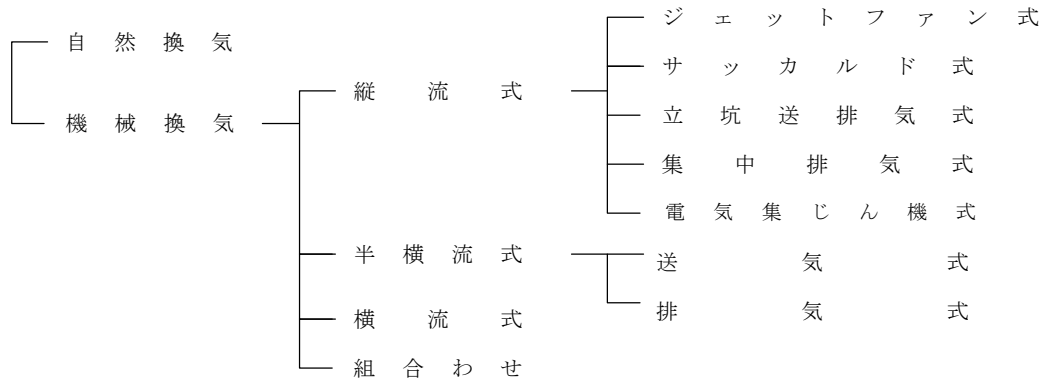 自然換気
機械換気
縦流式
ジェットファン式
サッカルド式
立坑送排気式
集中排気式
電気集じん機式
半横流式
送気式
排気式
横流式
組合わせ